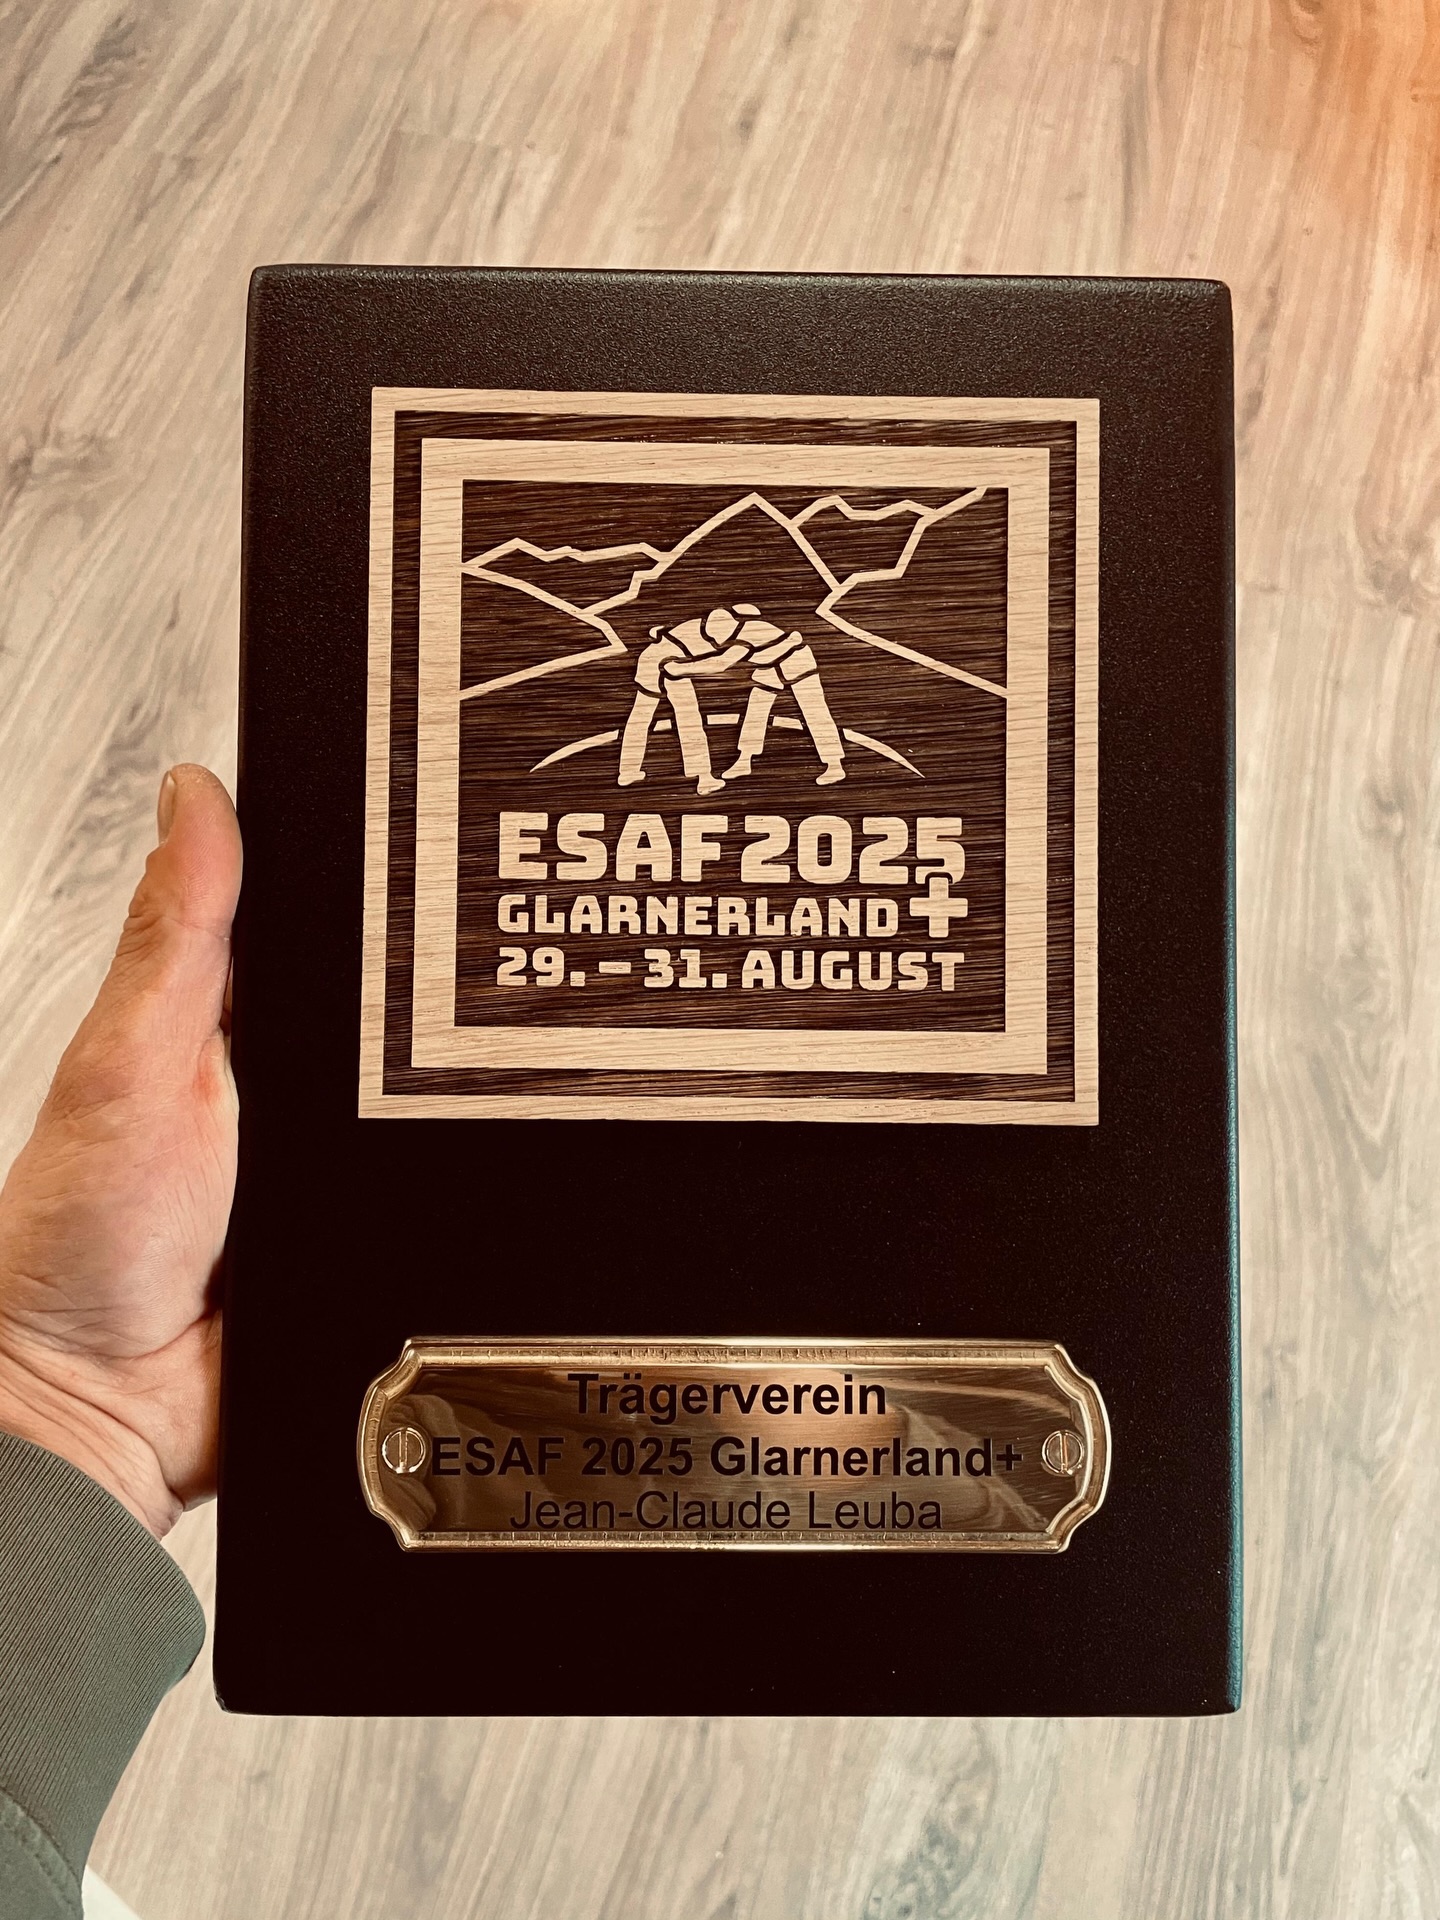 ESAF 2025
GLARNERLAND+
29. – 31. AUGUST
Trägerverein
ESAF 2025 Glarnerland+
Jean-Claude Leuba